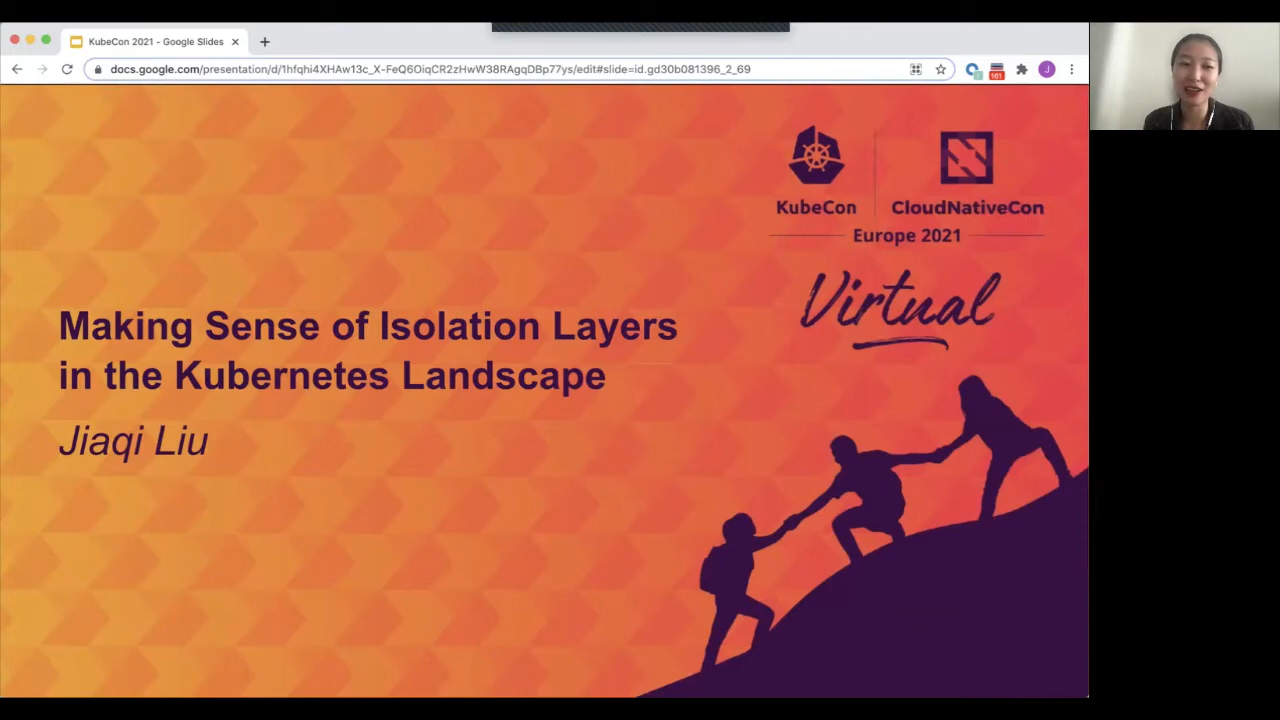 KubeCon 2021 - Google Slides
docs.google.com/presentation/d/1hfqhi4XHAw13c_X-FeQ6OiqCR2zHwW38RAgqDBp77ys/edit#slide=id.gd30b081396_2_69
161
J
KubeCon
CloudNativeCon
Europe 2021
Virtual
Making Sense of Isolation Layers
in the Kubernetes Landscape
Jiaqi Liu